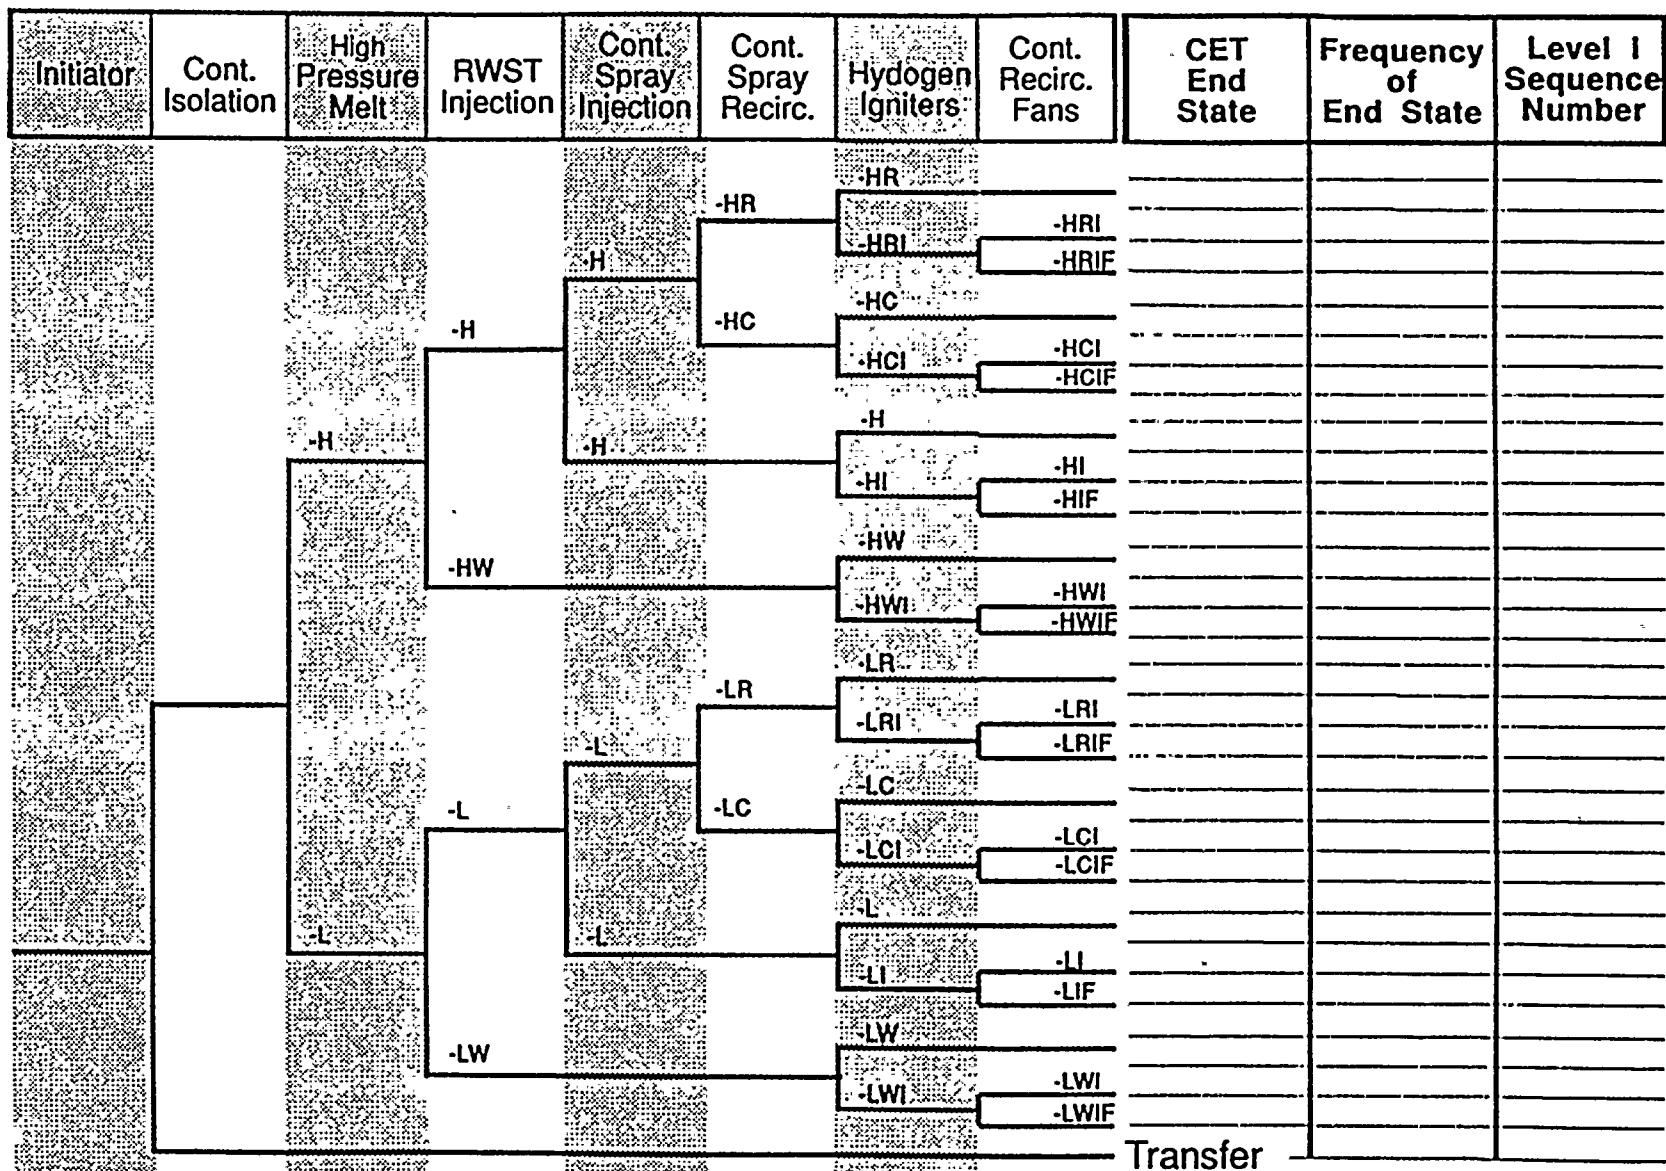 Initiator
Cont.
Isolation
High
Pressure
Melt
RWST
Injection
Cont.
Spray
Injection
Cont.
Spray
Recirc.
Hydogen
Igniters
Cont.
Recirc.
Fans
CET
End
State
Frequency
of
End State
Level I
Sequence
Number
-HR
-HR
-HRI
-HRI
-HRIF
-H
-HC
-HC
-H
-HCI
-HCI
-HCIF
-H
-H
-H
-HI
-HI
-HIF
-HW
-HW
-HWI
-HWI
-HWIF
-LR
-LR
-LRI
-LRI
-LRIF
-L
-LC
-L
-LC
-LCI
-LCI
-LCIF
-L
-L
-L
-LI
-LI
-LIF
-LW
-LW
-LWI
-LWI
-LWIF
Transfer